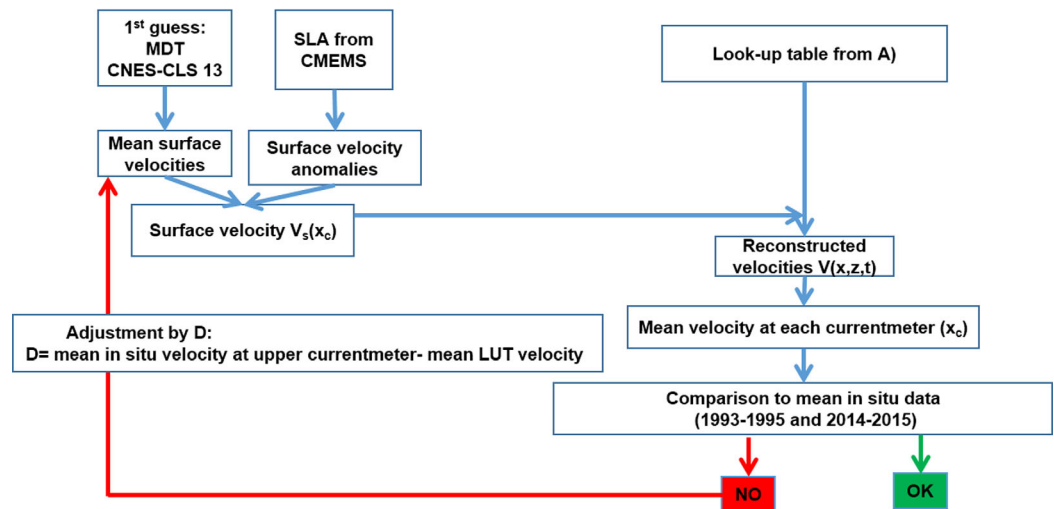 1st guess:
MDT
CNES-CLS 13
SLA from
CMEMS
Look-up table from A)
Mean surface
velocities
Surface velocity
anomalies
Surface velocity Vs(xc)
Reconstructed
velocities V(x,z,t)
Adjustment by D:
D= mean in situ velocity at upper currentmeter- mean LUT velocity
Mean velocity at each currentmeter (xc)
Comparison to mean in situ data
(1993-1995 and 2014-2015)
NO
OK